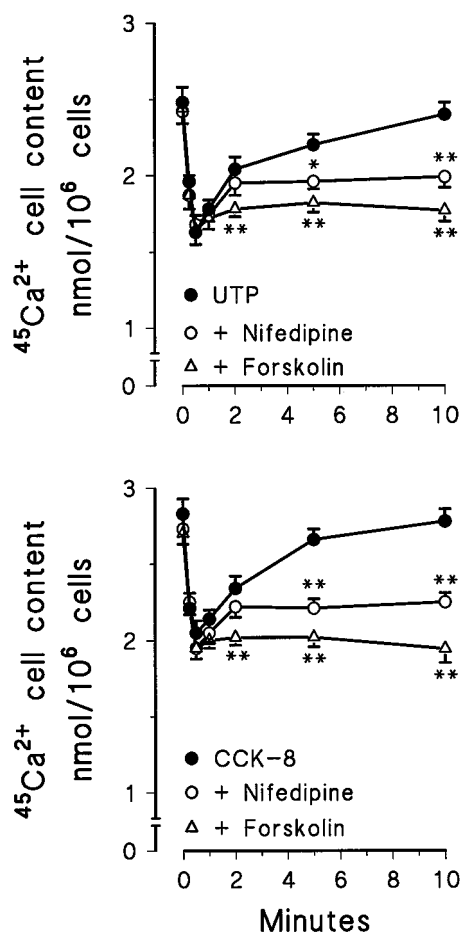 3
2
1
0
45Ca2+ cell content
nmol/10^6 cells
*
**
**
**
**
● UTP
○ + Nifedipine
△ + Forskolin
0 2 4 6 8 10
3
2
1
0
45Ca2+ cell content
nmol/10^6 cells
**
**
**
**
**
● CCK-8
○ + Nifedipine
△ + Forskolin
0 2 4 6 8 10
Minutes